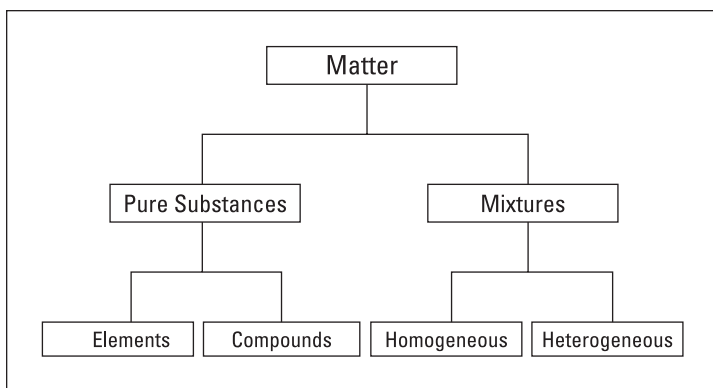 Matter
Pure Substances
Mixtures
Elements
Compounds
Homogeneous
Heterogeneous